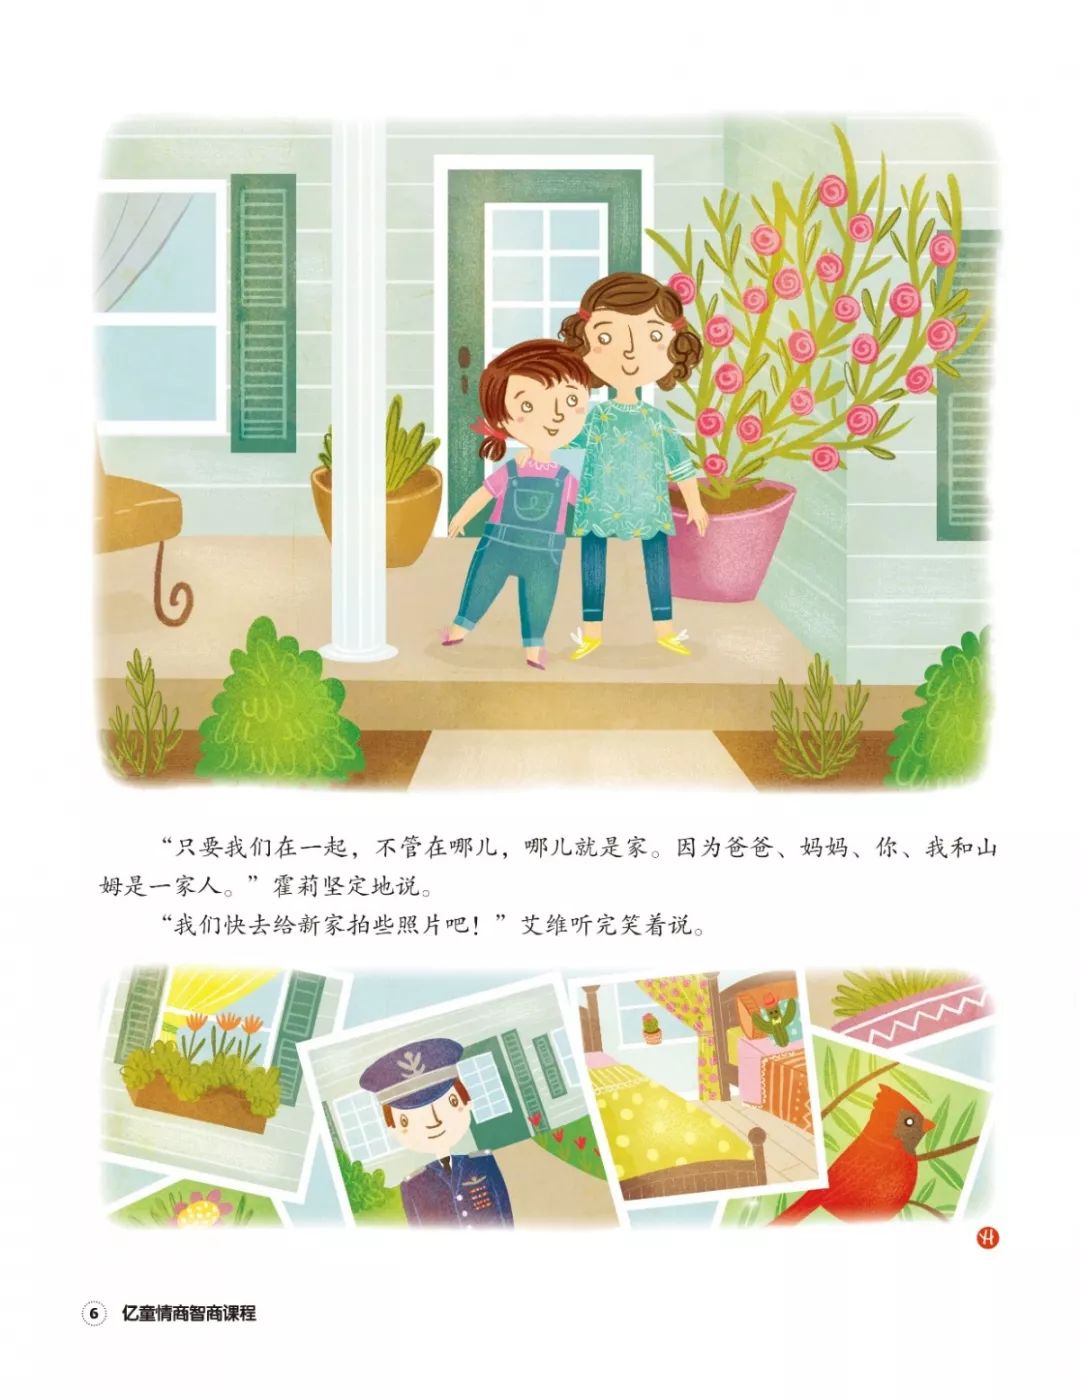 “只要我们在一起，不管在哪儿，哪儿就是家。因为爸爸、妈妈、你、我和山
姆是一家人。”霍莉坚定地说。
“我们快去给新家拍些照片吧！”艾维听完笑着说。
6 亿童情商智商课程